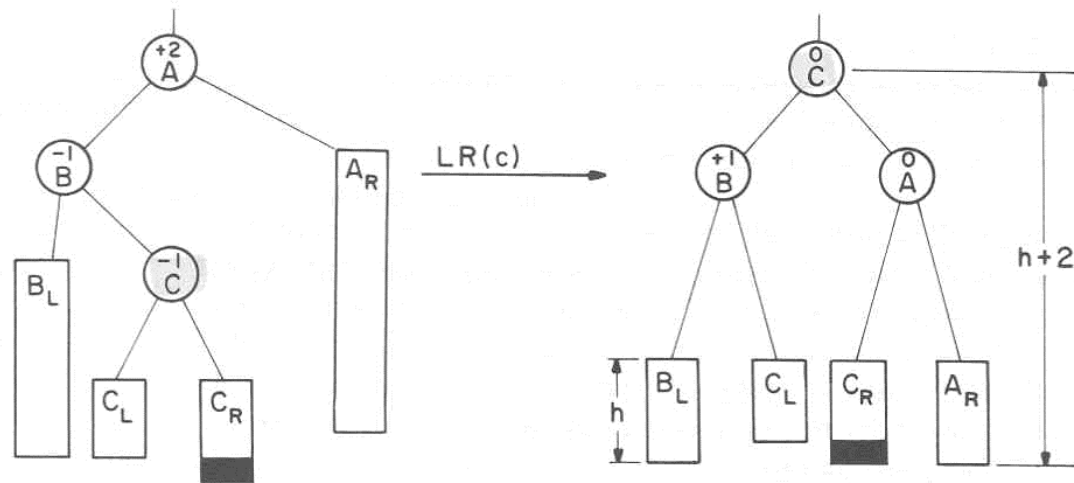 +2
A
-1
B
-1
C
B_L
C_L
C_R
A_R
LR(c)
0
C
+1
B
0
A
h+2
h
B_L
C_L
C_R
A_R